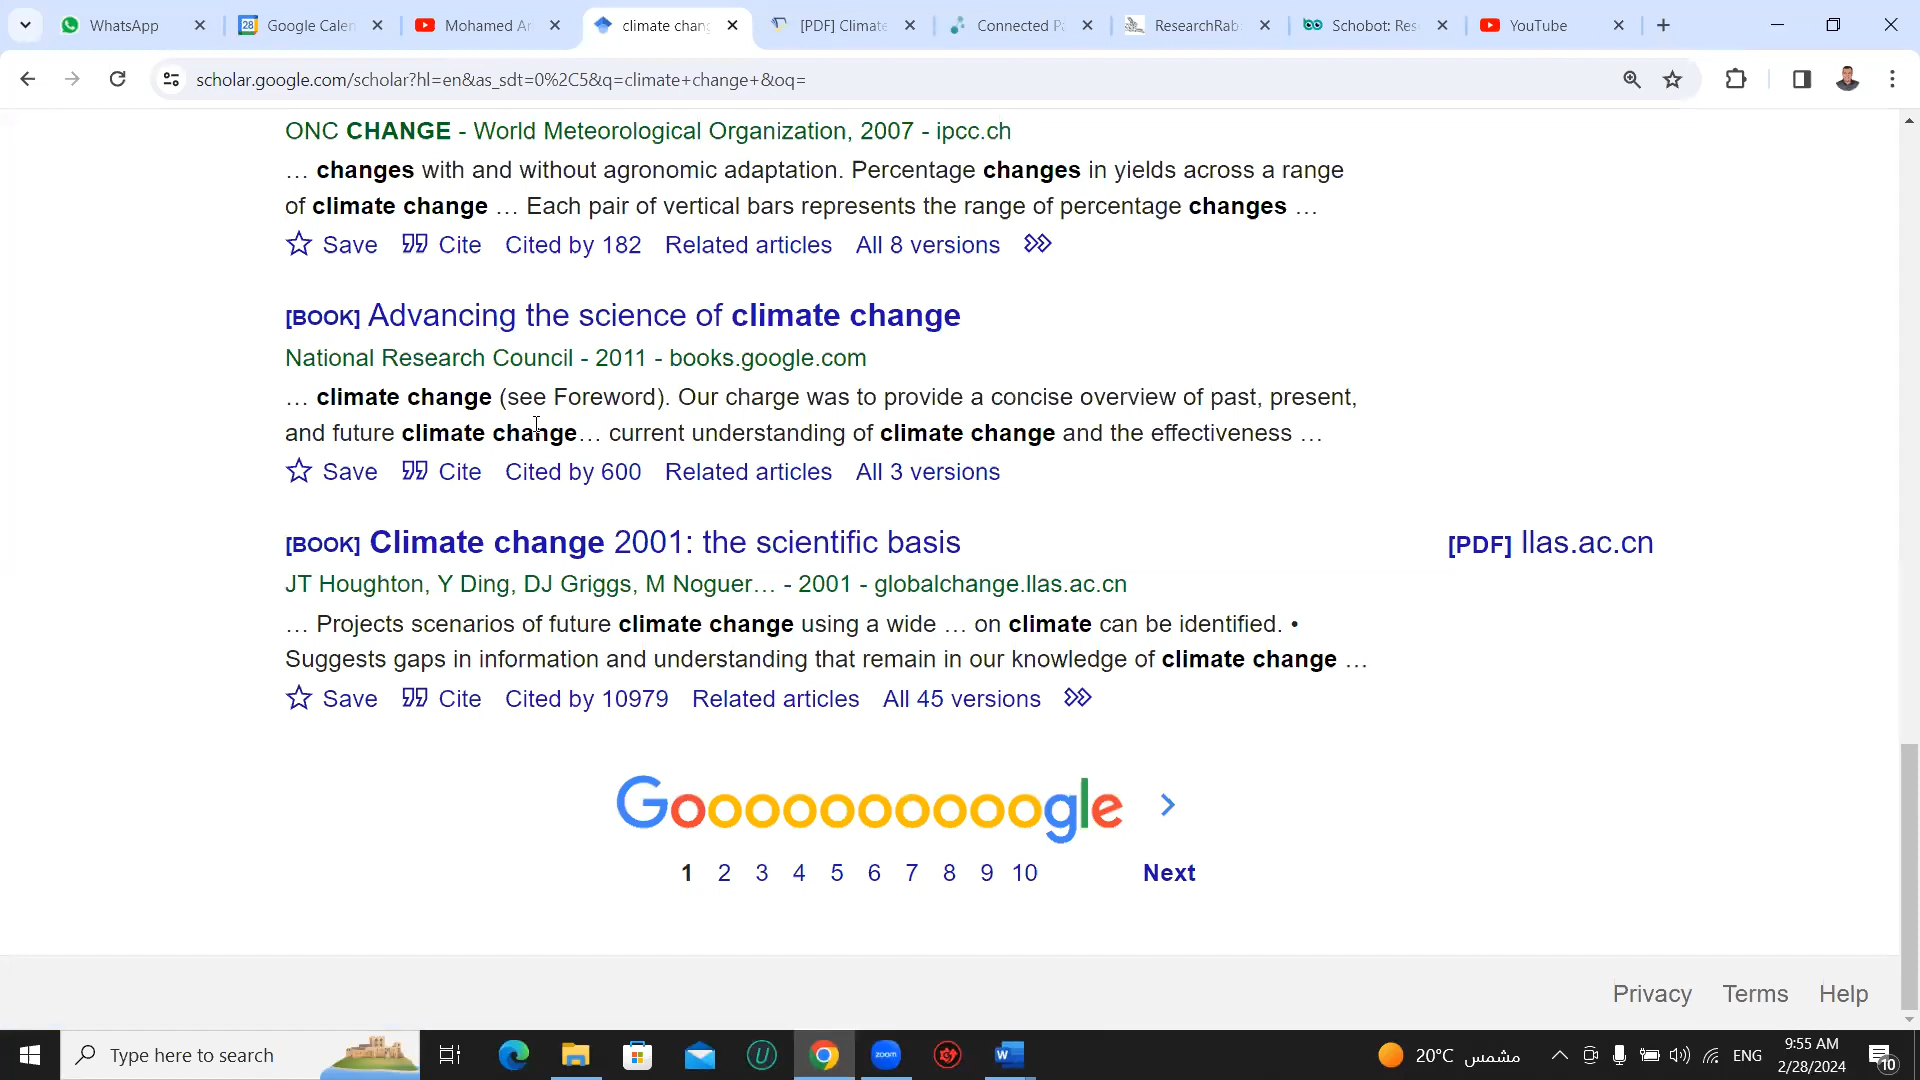 WhatsApp
Google Calen
Mohamed Ar
climate chang
[PDF] Climate
Connected Pa
ResearchRab
Schobot: Res
YouTube
scholar.google.com/scholar?hl=en&as_sdt=0%2C5&q=climate+change+&oq=
ONC CHANGE - World Meteorological Organization, 2007 - ipcc.ch
… changes with and without agronomic adaptation. Percentage changes in yields across a range
of climate change … Each pair of vertical bars represents the range of percentage changes …
Save Cite Cited by 182 Related articles All 8 versions
[BOOK] Advancing the science of climate change
National Research Council - 2011 - books.google.com
… climate change (see Foreword). Our charge was to provide a concise overview of past, present,
and future climate change… current understanding of climate change and the effectiveness …
Save Cite Cited by 600 Related articles All 3 versions
[BOOK] Climate change 2001: the scientific basis
[PDF] llas.ac.cn
JT Houghton, Y Ding, DJ Griggs, M Noguer… - 2001 - globalchange.llas.ac.cn
… Projects scenarios of future climate change using a wide … on climate can be identified. •
Suggests gaps in information and understanding that remain in our knowledge of climate change …
Save Cite Cited by 10979 Related articles All 45 versions
Goooooooooogle
1 2 3 4 5 6 7 8 9 10 Next
Privacy Terms Help
Type here to search
zoom
20°C مشمس
ENG
9:55 AM
2/28/2024
10